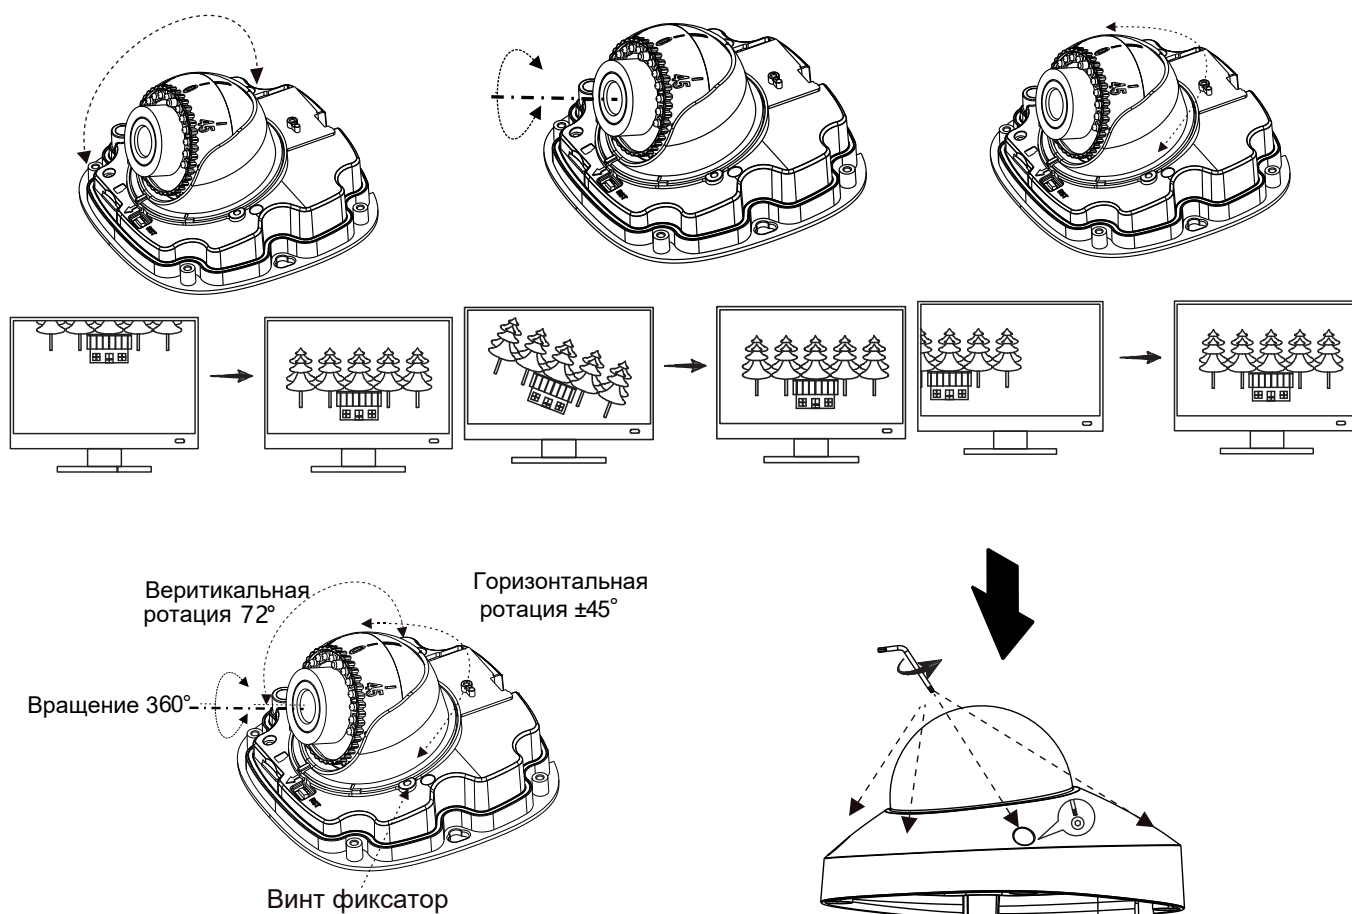 Веритикальная
ротация 72°
Горизонтальная
ротация ±45°
Вращение 360°
Винт фиксатор